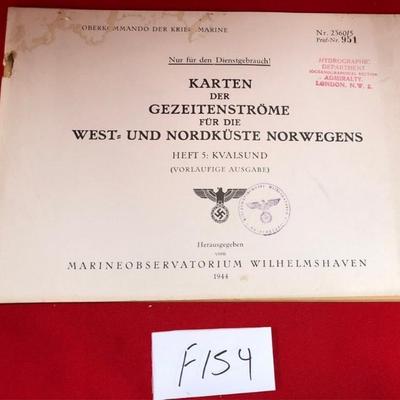 OBERKOMMANDO DER KRIEGSMARINE
Nr. 2360/5
Prüf-Nr. 951
Nur für den Dienstgebrauch!
HYDROGRAPHIC
DEPARTMENT
(OCEANOGRAPHICAL SECTION
ADMIRALTY.
LONDON, N.W. 2.
KARTEN
DER
GEZEITENSTRÖME
FÜR DIE
WEST- UND NORDKÜSTE NORWEGENS
HEFT 5: KVALSUND
(VORLÄUFIGE AUSGABE)
Herausgegeben
vom
MARINEOBSERVATORIUM WILHELMSHAVEN
1944
F154